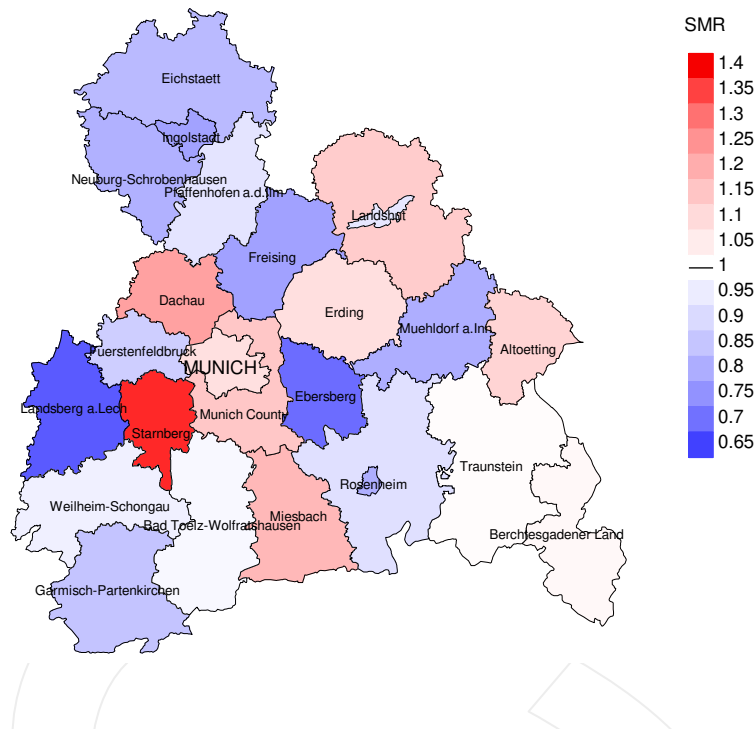 SMR
1.4
1.35
1.3
1.25
1.2
1.15
1.1
1.05
1
0.95
0.9
0.85
0.8
0.75
0.7
0.65
Eichstaett
Ingolstadt
Neuburg-Schrobenhausen
Pfaffenhofen a.d.Ilm
Landshut
Freising
Dachau
Erding
Muehldorf a.Inn
Altoetting
Fuerstenfeldbruck
MUNICH
Ebersberg
Landsberg a.Lech
Munich County
Starnberg
Traunstein
Rosenheim
Weilheim-Schongau
Miesbach
Bad Toelz-Wolfratshausen
Berchtesgadener Land
Garmisch-Partenkirchen